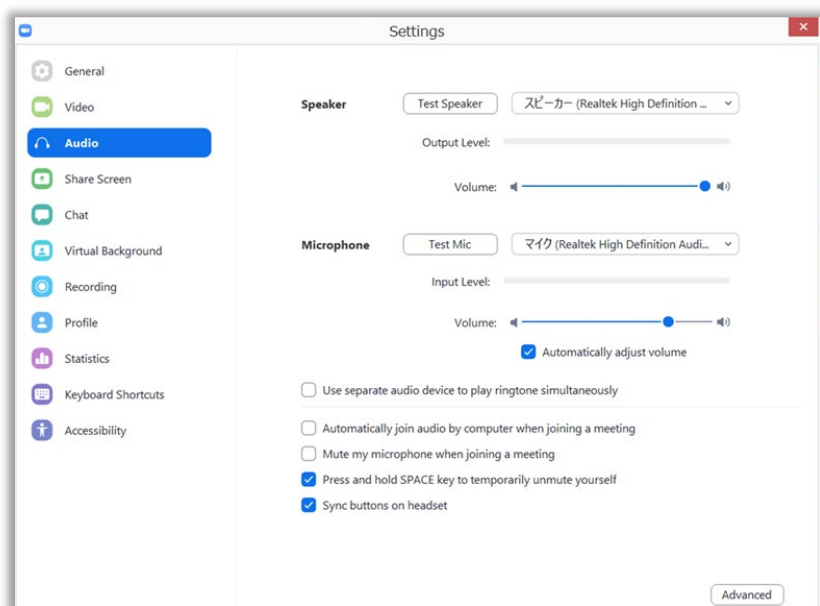 Settings
General
Video
Audio
Share Screen
Chat
Virtual Background
Recording
Profile
Statistics
Keyboard Shortcuts
Accessibility
Speaker Test Speaker スピーカー (Realtek High Definition ...
Output Level:
Volume:
Microphone Test Mic マイク (Realtek High Definition Audi...
Input Level:
Volume:
Automatically adjust volume
Use separate audio device to play ringtone simultaneously
Automatically join audio by computer when joining a meeting
Mute my microphone when joining a meeting
Press and hold SPACE key to temporarily unmute yourself
Sync buttons on headset
Advanced